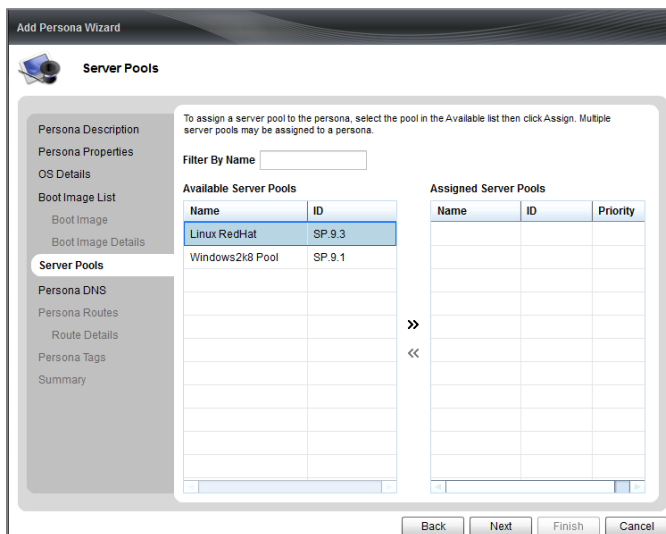 Add Persona Wizard
Server Pools
Persona Description
Persona Properties
OS Details
Boot Image List
Boot Image
Boot Image Details
Server Pools
Persona DNS
Persona Routes
Route Details
Persona Tags
Summary
To assign a server pool to the persona, select the pool in the Available list then click Assign. Multiple
server pools may be assigned to a persona.
Filter By Name
Available Server Pools
Name ID
Linux RedHat SP.9.3
Windows2k8 Pool SP.9.1
Assigned Server Pools
Name ID Priority
Back Next Finish Cancel